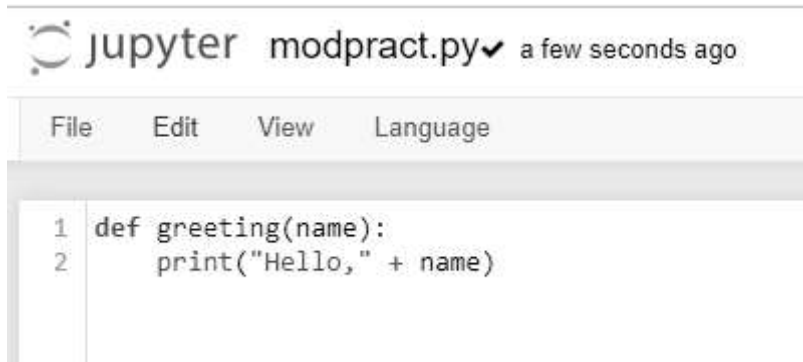 jupyter modpract.py✔ a few seconds ago
File Edit View Language
1 def greeting(name):
2     print("Hello," + name)